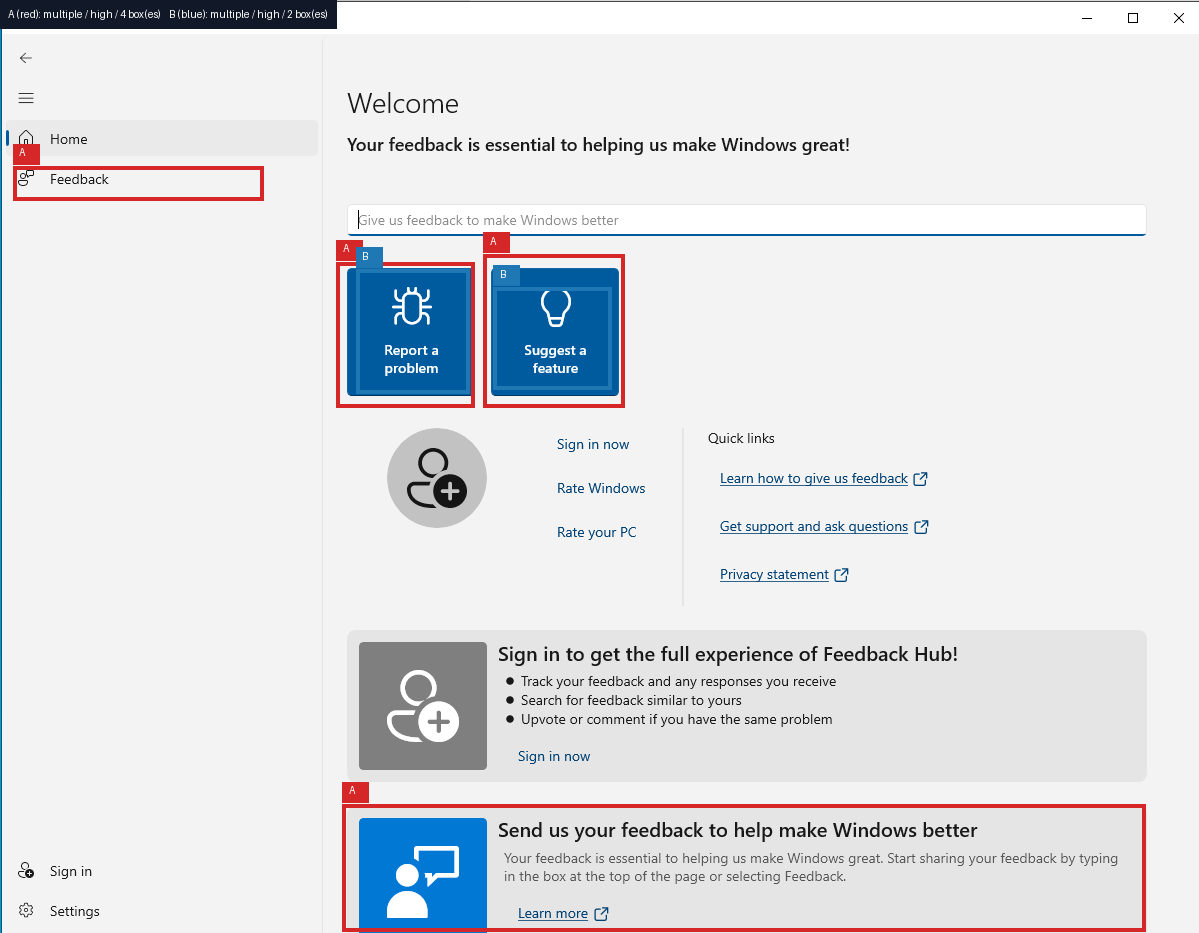 A (red): multiple / high / 4 box(es) B (blue): multiple / high / 2 box(es)
Home
A
Feedback
Welcome
Your feedback is essential to helping us make Windows great!
Give us feedback to make Windows better
A
B
A
B
Report a
problem
Suggest a
feature
Sign in now
Rate Windows
Rate your PC
Quick links
Learn how to give us feedback
Get support and ask questions
Privacy statement
Sign in to get the full experience of Feedback Hub!
Track your feedback and any responses you receive
Search for feedback similar to yours
Upvote or comment if you have the same problem
Sign in now
A
Send us your feedback to help make Windows better
Your feedback is essential to helping us make Windows great. Start sharing your feedback by typing
in the box at the top of the page or selecting Feedback.
Learn more
Sign in
Settings